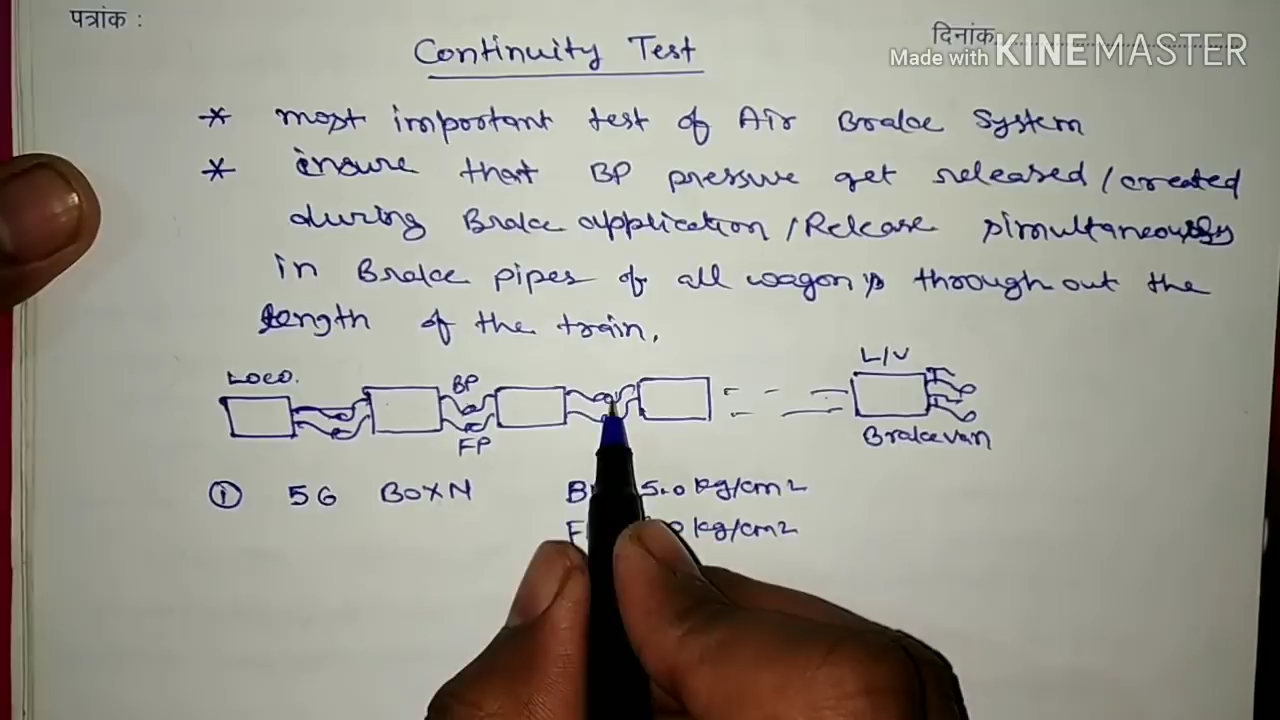 पत्रांक :
दिनांक
Made with KINEMASTER
Continuity Test
* most important test of Air Brake System
* ensure that BP pressure get released / created
during Brake application / Release simultaneously
in Brake pipes of all wagons through out the
length of the train.
LOCO.
BP
FP
L/V
Brakevan
① 56 BOXN
5.0 kg/cm2
kg/cm2